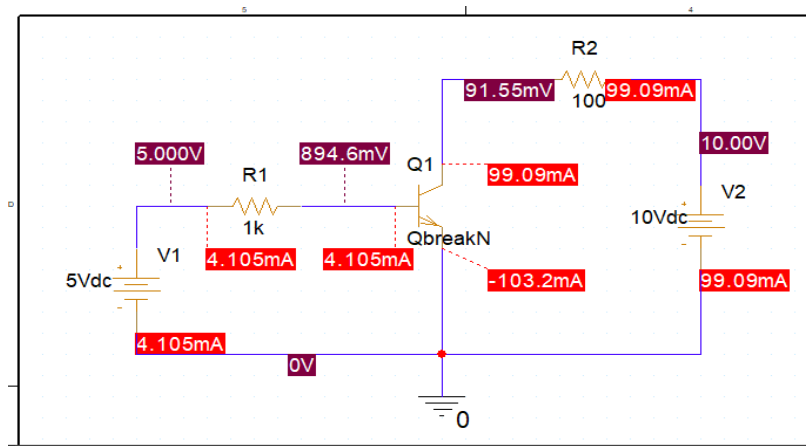 5
4
R2
91.55mV
100
99.09mA
5.000V
R1
894.6mV
Q1
10.00V
99.09mA
D
V2
1k
QbreakN
10Vdc
V1
4.105mA
4.105mA
+
5Vdc
-
+
-
-103.2mA
99.09mA
4.105mA
0V
0